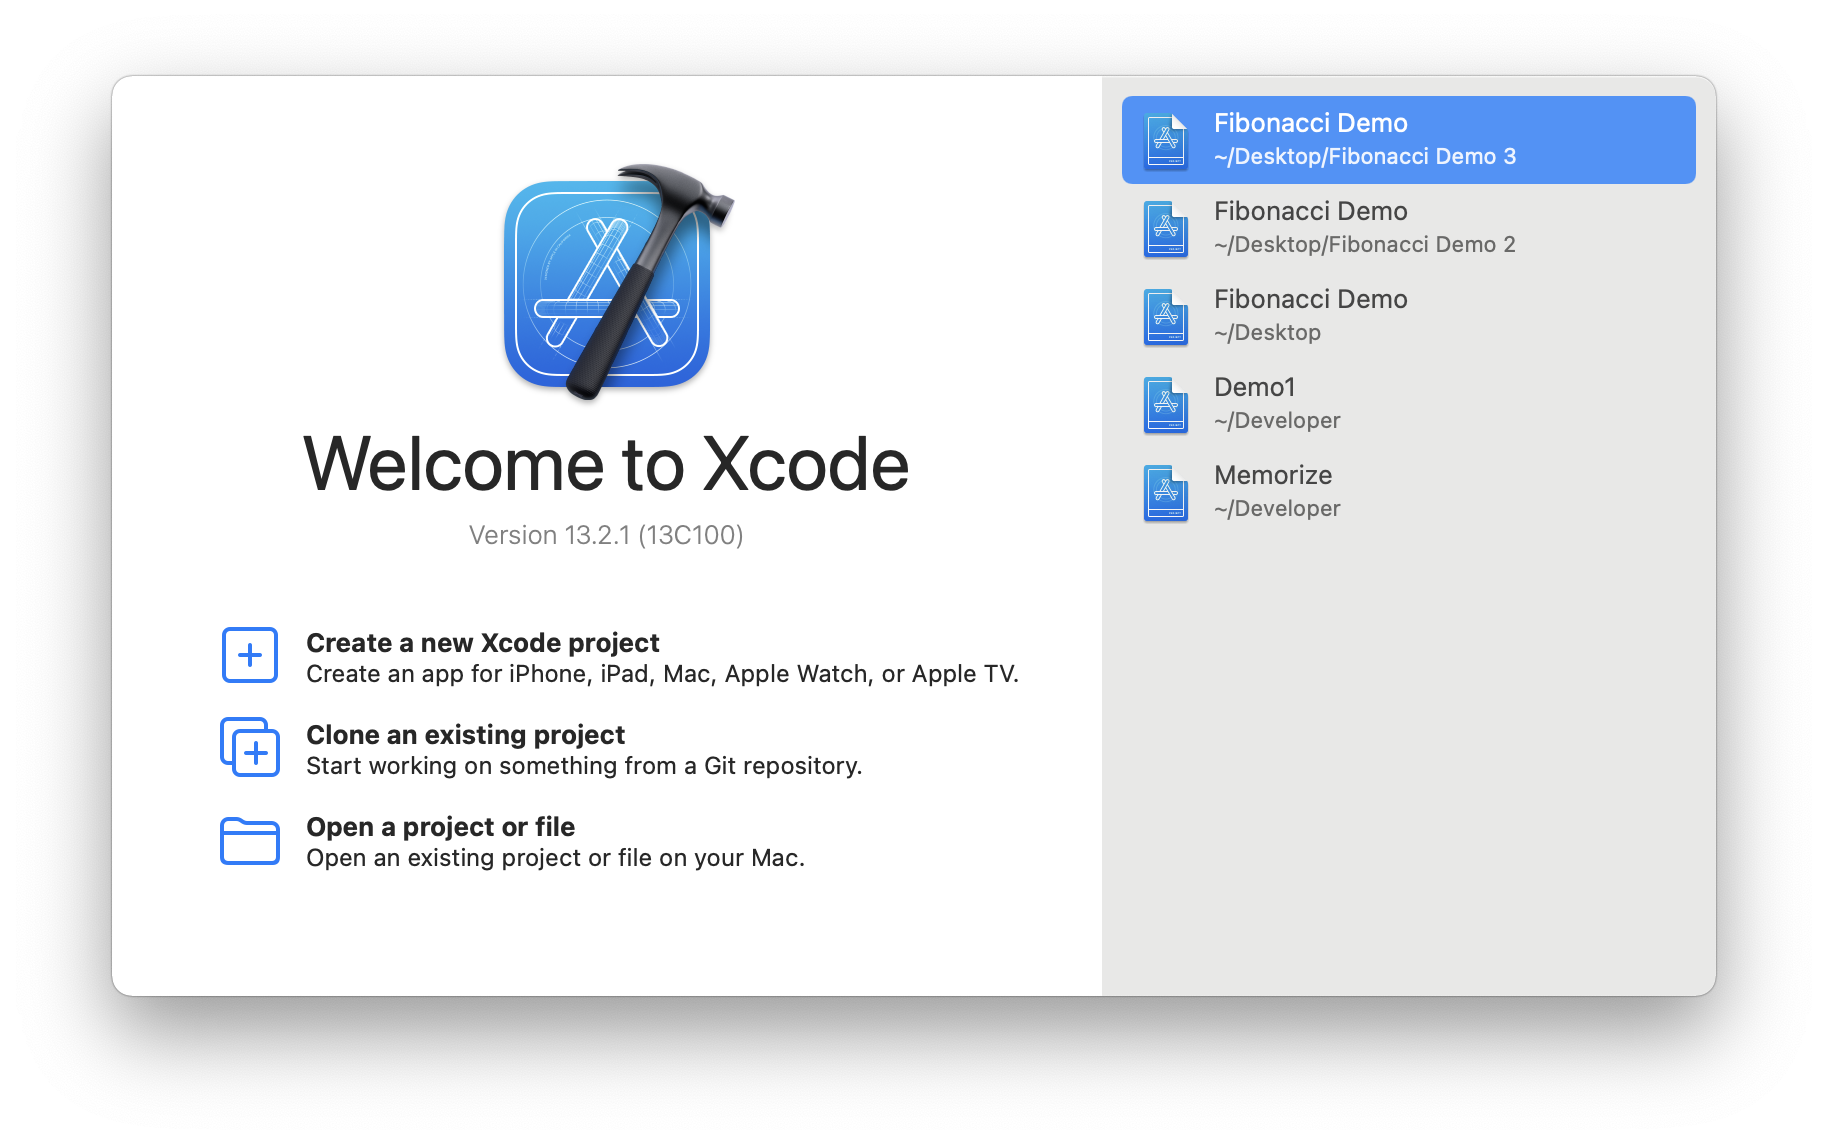 Welcome to Xcode
Version 13.2.1 (13C100)
Create a new Xcode project
Create an app for iPhone, iPad, Mac, Apple Watch, or Apple TV.
Clone an existing project
Start working on something from a Git repository.
Open a project or file
Open an existing project or file on your Mac.
Fibonacci Demo
~/Desktop/Fibonacci Demo 3
Fibonacci Demo
~/Desktop/Fibonacci Demo 2
Fibonacci Demo
~/Desktop
Demo1
~/Developer
Memorize
~/Developer